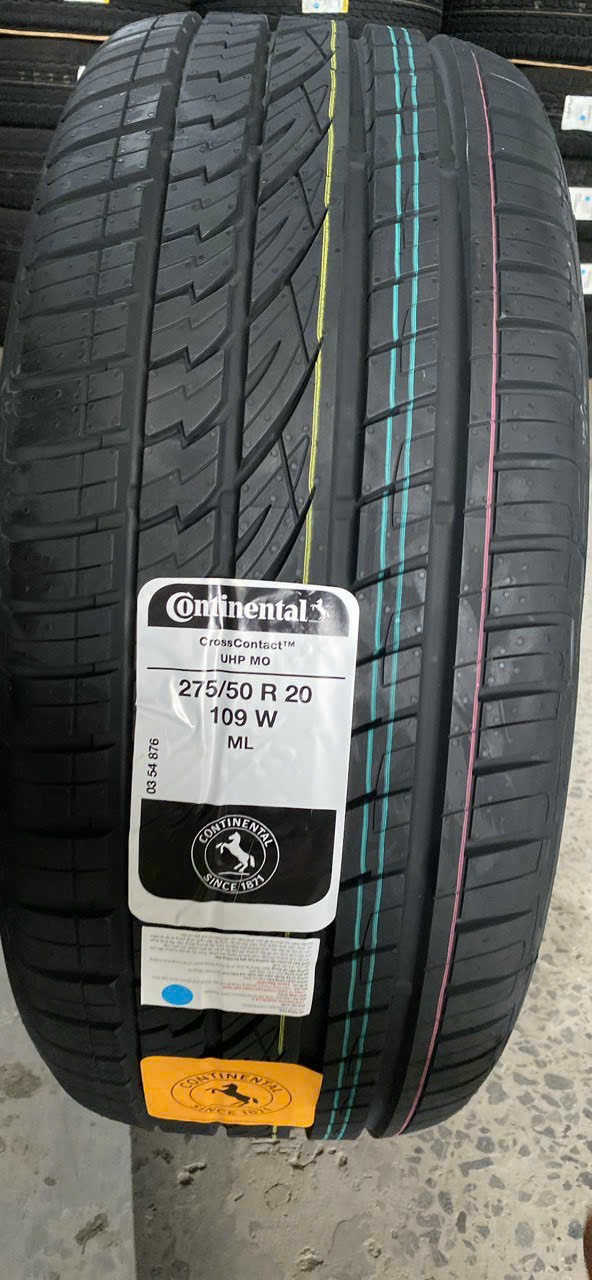 Continental
CrossContact™
UHP MO
275/50 R 20
109 W
ML
03 54 876
CONTINENTAL
SINCE 1871
CONTINENTAL
SINCE 1871